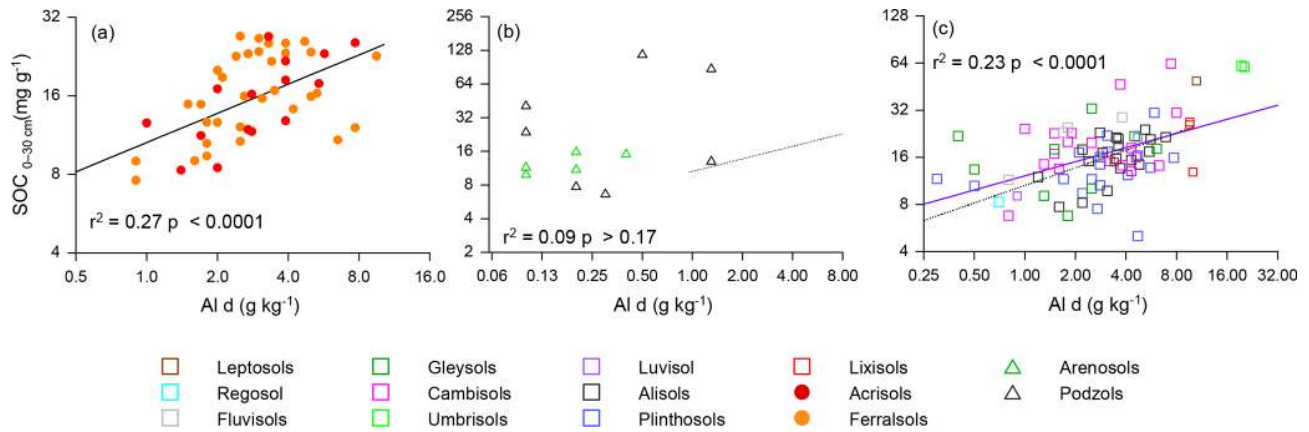 (a)
32
16
8
4
SOC 0–30 cm (mg g-1)
r2 = 0.27 p < 0.0001
0.5 1.0 2.0 4.0 8.0 16.0
Al d (g kg-1)
(b)
256
128
64
32
16
8
4
2
r2 = 0.09 p > 0.17
0.06 0.13 0.25 0.50 1.00 2.00 4.00 8.00
Al d (g kg-1)
(c)
128
64
32
16
8
4
r2 = 0.23 p < 0.0001
0.25 0.50 1.00 2.00 4.00 8.00 16.00 32.00
Al d (g kg-1)
Leptosols Gleysols Luvisol Lixisols Arenosols
Regosol Cambisols Alisols Acrisols Podzols
Fluvisols Umbrisols Plinthosols Ferralsols